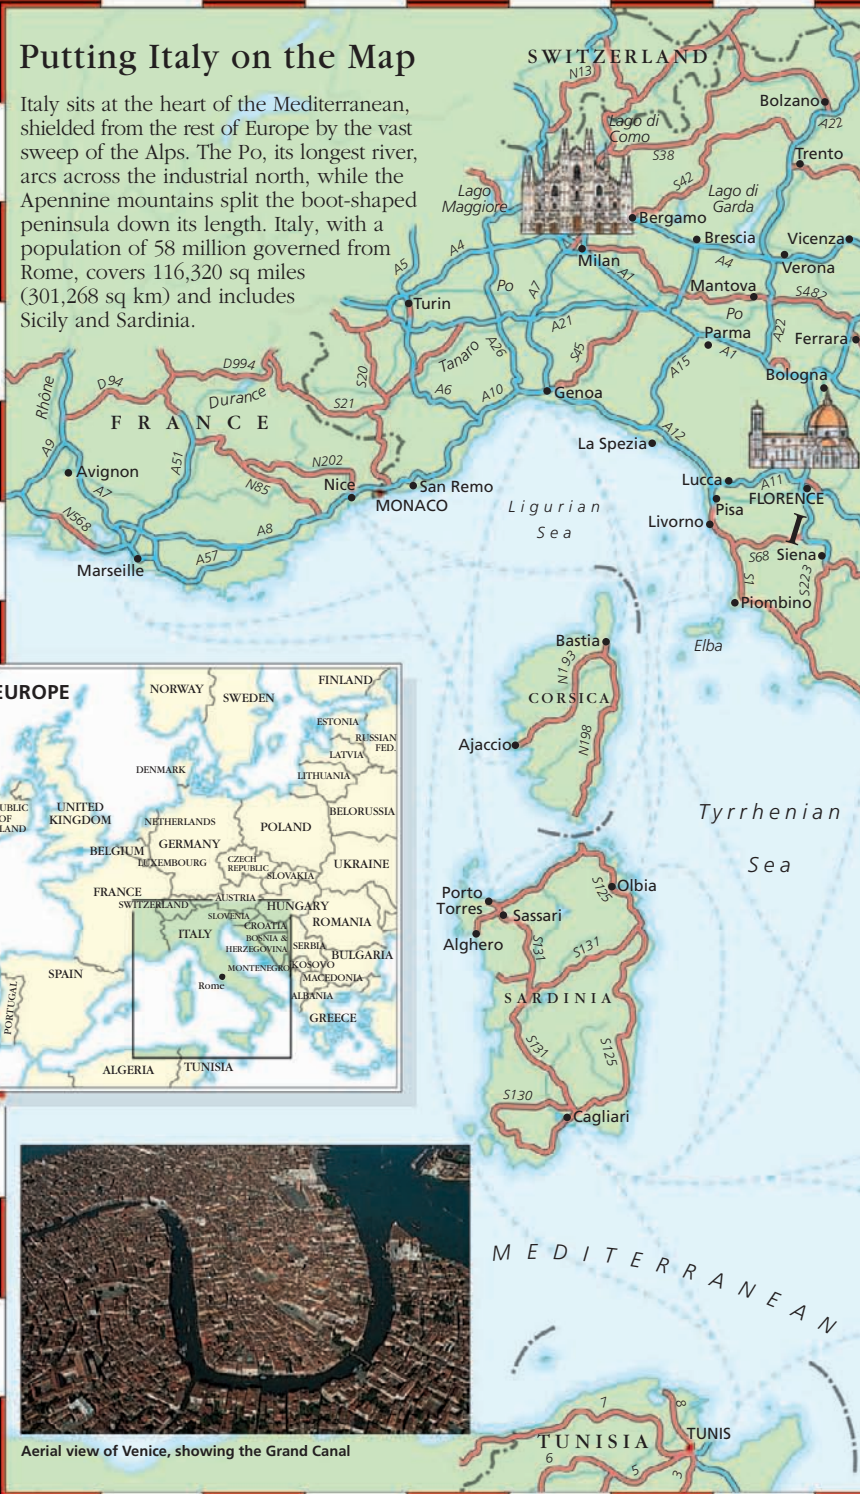 Putting Italy on the Map
Italy sits at the heart of the Mediterranean,
shielded from the rest of Europe by the vast
sweep of the Alps. The Po, its longest river,
arcs across the industrial north, while the
Apennine mountains split the boot-shaped
peninsula down its length. Italy, with a
population of 58 million governed from
Rome, covers 116,320 sq miles
(301,268 sq km) and includes
Sicily and Sardinia.
SWITZERLAND
N13
Bolzano
A22
Lago di
Como
S38
Trento
S42
Lago
Maggiore
Lago di
Garda
Bergamo
Brescia
Vicenza
A4
Milan
A4
Verona
A5
A1
Po
A7
Mantova
S482
Turin
Po
A21
A22
Parma
Ferrara
A26
Tanaro
S45
A1
D994
S20
A15
Bologna
D94
Rhône
Durance
A6
A10
Genoa
S21
FRANCE
A12
La Spezia
A9
Avignon
A51
N202
Lucca
A11
A7
N85
Nice
San Remo
FLORENCE
MONACO
Ligurian
Sea
Pisa
N568
Livorno
I
A8
A57
S68
Siena
Marseille
S1
S223
Piombino
Elba
Bastia
N193
CORSICA
Ajaccio
N198
Tyrrhenian
Sea
EUROPE
NORWAY
SWEDEN
FINLAND
ESTONIA
RUSSIAN
FED.
LATVIA
DENMARK
LITHUANIA
UBLIC
OF
LAND
UNITED
KINGDOM
BELORUSSIA
NETHERLANDS
POLAND
GERMANY
BELGIUM
LUXEMBOURG
CZECH
REPUBLIC
UKRAINE
SLOVAKIA
FRANCE
AUSTRIA
SWITZERLAND
HUNGARY
SLOVENIA
CROATIA
ROMANIA
ITALY
BOSNIA &
HERZEGOVINA
SERBIA
BULGARIA
MONTENEGRO
KOSOVO
SPAIN
MACEDONIA
Rome
ALBANIA
PORTUGAL
GREECE
ALGERIA
TUNISIA
Porto
Torres
S125
Olbia
Sassari
Alghero
S131
S131
SARDINIA
S131
S125
S130
Cagliari
MEDITERRANEAN
7
8
TUNISIA
TUNIS
6
5
3
Aerial view of Venice, showing the Grand Canal